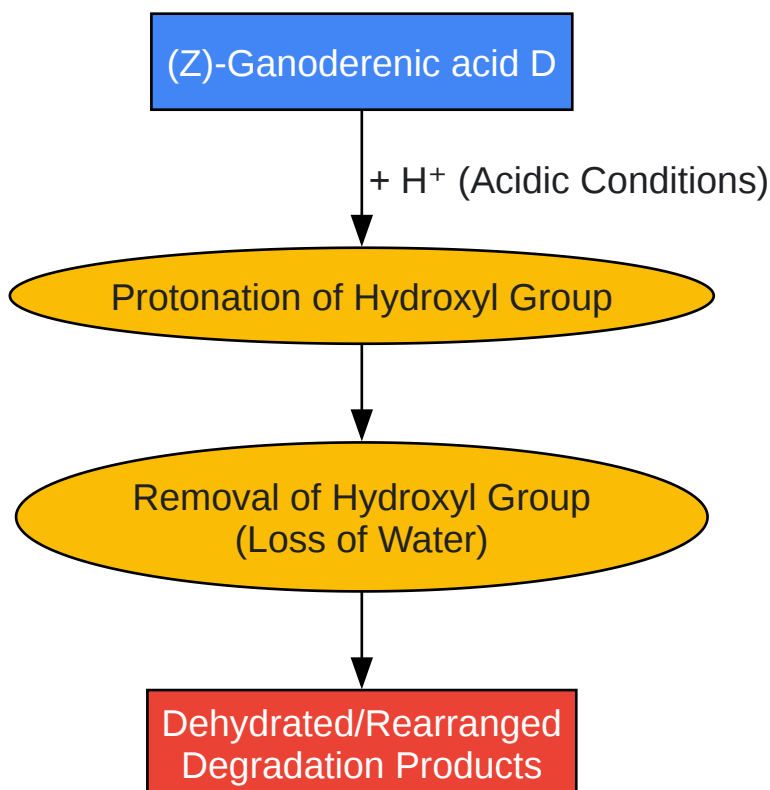 (Z)-Ganoderenic acid D
+ H⁺ (Acidic Conditions)
Protonation of Hydroxyl Group
Removal of Hydroxyl Group
(Loss of Water)
Dehydrated/Rearranged
Degradation Products